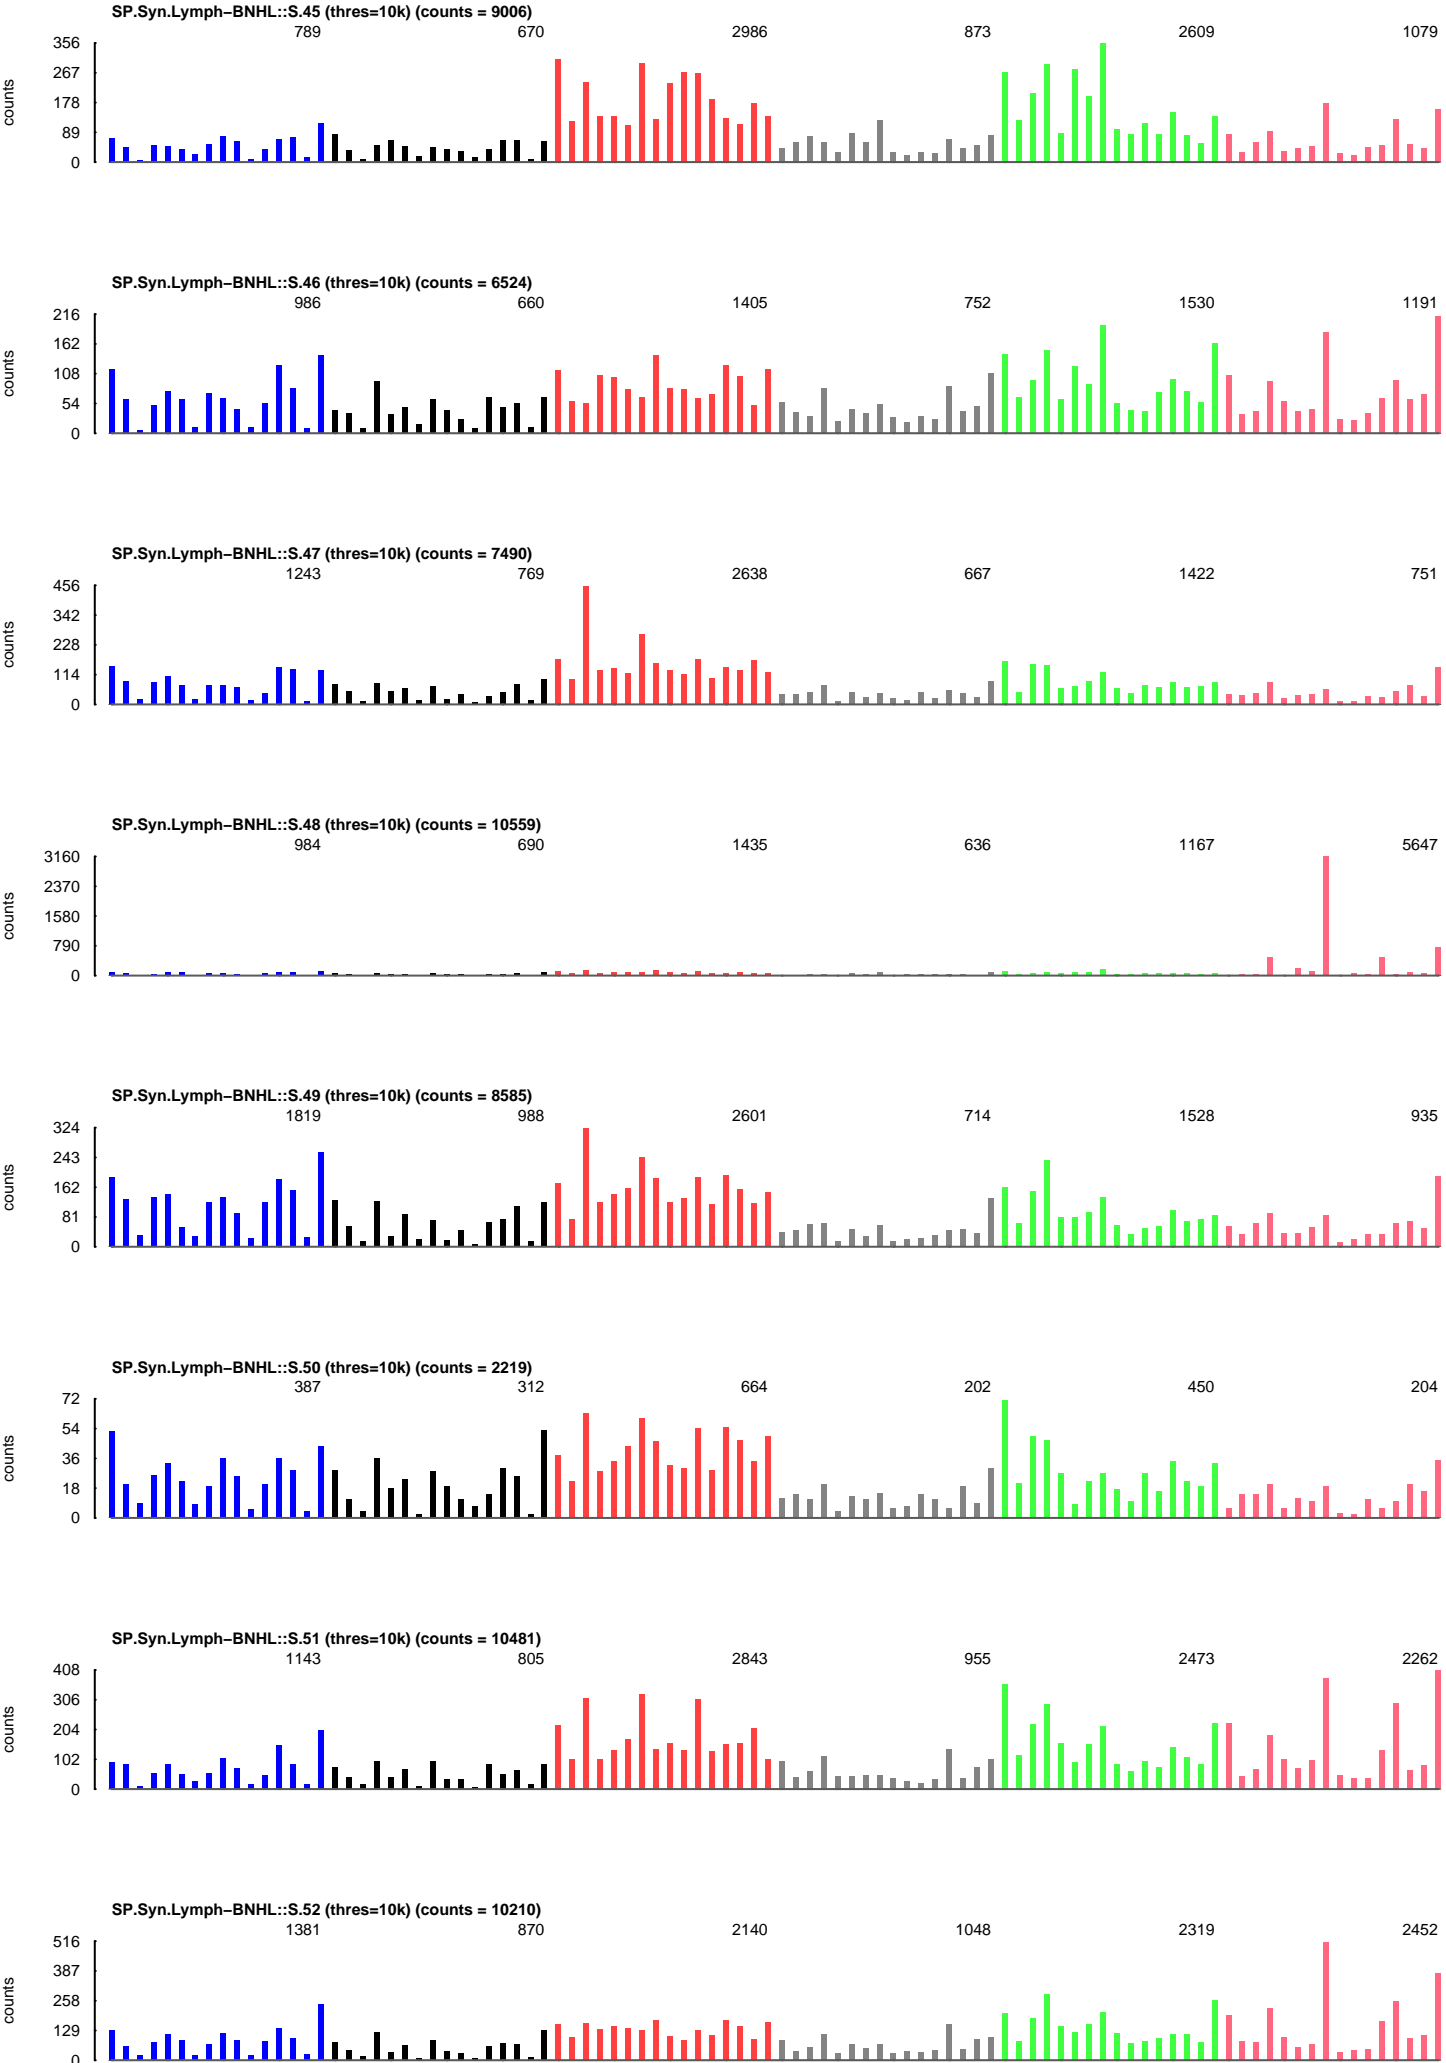 SP.Syn.Lymph−BNHL::S.45 (thres=10k) (counts = 9006)
789 670 2986 873 2609 1079
356
267
178
89
0
counts
SP.Syn.Lymph−BNHL::S.46 (thres=10k) (counts = 6524)
986 660 1405 752 1530 1191
216
162
108
54
0
counts
SP.Syn.Lymph−BNHL::S.47 (thres=10k) (counts = 7490)
1243 769 2638 667 1422 751
456
342
228
114
0
counts
SP.Syn.Lymph−BNHL::S.48 (thres=10k) (counts = 10559)
984 690 1435 636 1167 5647
3160
2370
1580
790
0
counts
SP.Syn.Lymph−BNHL::S.49 (thres=10k) (counts = 8585)
1819 988 2601 714 1528 935
324
243
162
81
0
counts
SP.Syn.Lymph−BNHL::S.50 (thres=10k) (counts = 2219)
387 312 664 202 450 204
72
54
36
18
0
counts
SP.Syn.Lymph−BNHL::S.51 (thres=10k) (counts = 10481)
1143 805 2843 955 2473 2262
408
306
204
102
0
counts
SP.Syn.Lymph−BNHL::S.52 (thres=10k) (counts = 10210)
1381 870 2140 1048 2319 2452
516
387
258
129
0
counts